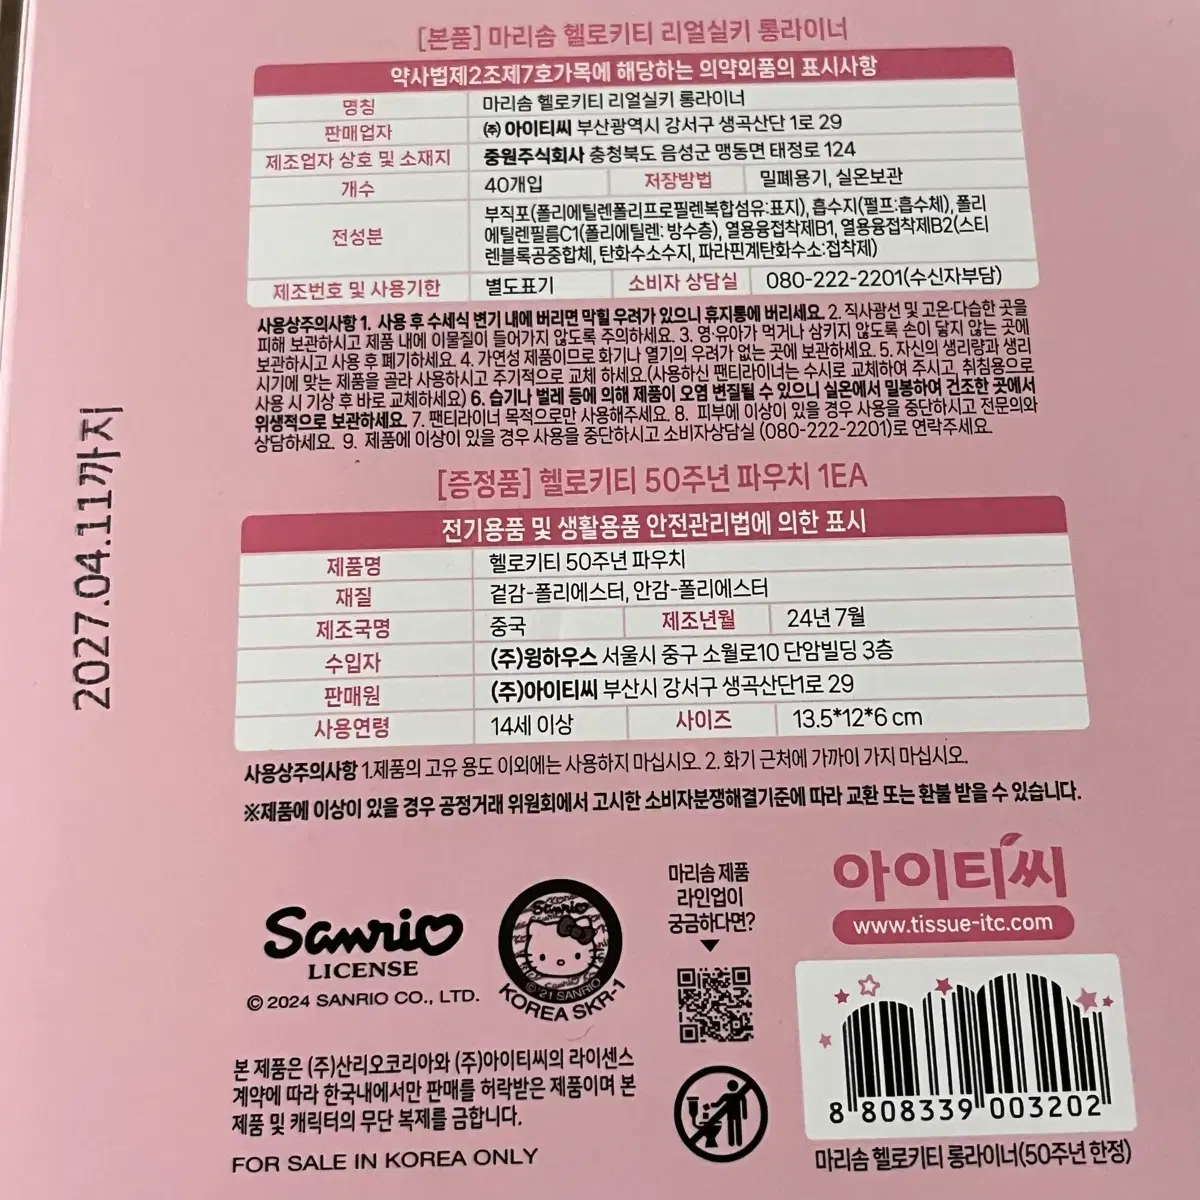 [본품] 마리솜 헬로키티 리얼실키 롱라이너
약사법제2조제7호가목에 해당하는 의약외품의 표시사항
명칭 마리솜 헬로키티 리얼실키 롱라이너
판매업자 ㈜ 아이티씨 부산광역시 강서구 생곡산단 1로 29
제조업자 상호 및 소재지 중원주식회사 충청북도 음성군 맹동면 태정로 124
개수 40개입 저장방법 밀폐용기, 실온보관
전성분 부직포(폴리에틸렌폴리프로필렌복합섬유:표지), 흡수지(펄프:흡수체), 폴리
에틸렌필름C1(폴리에틸렌: 방수층), 열용융접착제B1, 열용융접착제B2(스티
렌블록공중합체, 탄화수소수지, 파라핀계탄화수소:접착제)
제조번호 및 사용기한 별도표기 소비자 상담실 080-222-2201(수신자부담)
사용상주의사항 1. 사용 후 수세식 변기 내에 버리면 막힐 우려가 있으니 휴지통에 버리세요. 2. 직사광선 및 고온·다습한 곳을
피해 보관하시고 제품 내에 이물질이 들어가지 않도록 주의하세요. 3. 영·유아가 먹거나 삼키지 않도록 손이 닿지 않는 곳에
보관하시고 사용 후 폐기하세요. 4. 가연성 제품이므로 화기나 열기의 우려가 없는 곳에 보관하세요. 5. 자신의 생리량과 생리
시기에 맞는 제품을 골라 사용하시고 주기적으로 교체 하세요.(사용하신 팬티라이너는 수시로 교체하여 주시고, 취침용으로
사용 시 기상 후 바로 교체하세요) 6. 습기나 벌레 등에 의해 제품이 오염 변질될 수 있으니 실온에서 밀봉하여 건조한 곳에서
위생적으로 보관하세요. 7. 팬티라이너 목적으로만 사용해주세요. 8. 피부에 이상이 있을 경우 사용을 중단하시고 전문의와
상담하세요. 9. 제품에 이상이 있을 경우 사용을 중단하시고 소비자상담실 (080-222-2201)로 연락주세요.
2027.04.11까지
[증정품] 헬로키티 50주년 파우치 1EA
전기용품 및 생활용품 안전관리법에 의한 표시
제품명 헬로키티 50주년 파우치
재질 겉감-폴리에스터, 안감-폴리에스터
제조국명 중국 제조년월 24년 7월
수입자 (주)윙하우스 서울시 중구 소월로10 단암빌딩 3층
판매원 (주)아이티씨 부산시 강서구 생곡산단1로 29
사용연령 14세 이상 사이즈 13.5*12*6 cm
사용상주의사항 1.제품의 고유 용도 이외에는 사용하지 마십시오. 2. 화기 근처에 가까이 가지 마십시오.
※제품에 이상이 있을 경우 공정거래 위원회에서 고시한 소비자분쟁해결기준에 따라 교환 또는 환불 받을 수 있습니다.
Sanrio
LICENSE
© 2024 SANRIO CO., LTD.
Sanrio
© '21 SANRIO
KOREA SKR-1
마리솜 제품
라인업이
궁금하다면?
아이티씨
www.tissue-itc.com
본 제품은 (주)산리오코리아와 (주)아이티씨의 라이센스
계약에 따라 한국내에서만 판매를 허락받은 제품이며 본
제품 및 캐릭터의 무단 복제를 금합니다.
FOR SALE IN KOREA ONLY
8 808339 003202
마리솜 헬로키티 롱라이너(50주년 한정)